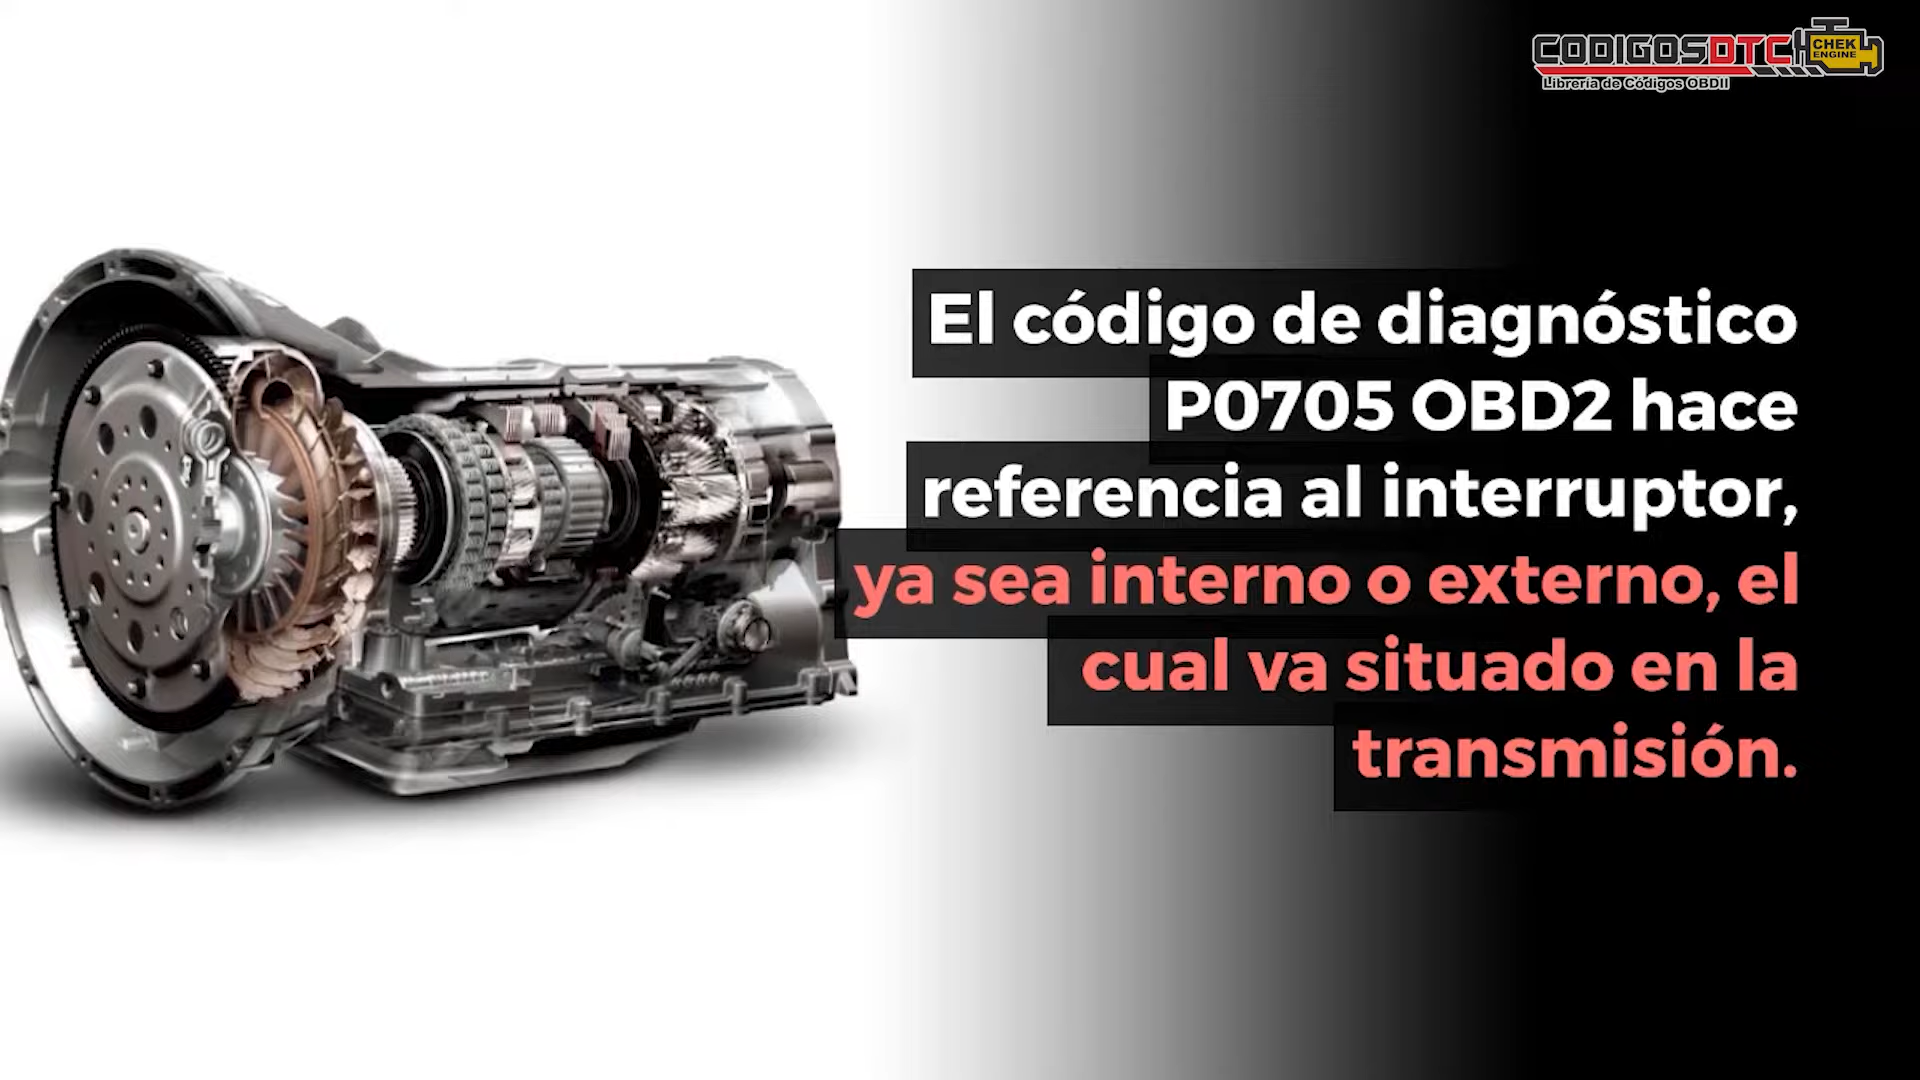 CODIGOSDTC
CHEK
ENGINE
Librería de Códigos OBDII
El código de diagnóstico
P0705 OBD2 hace
referencia al interruptor,
ya sea interno o externo, el
cual va situado en la
transmisión.